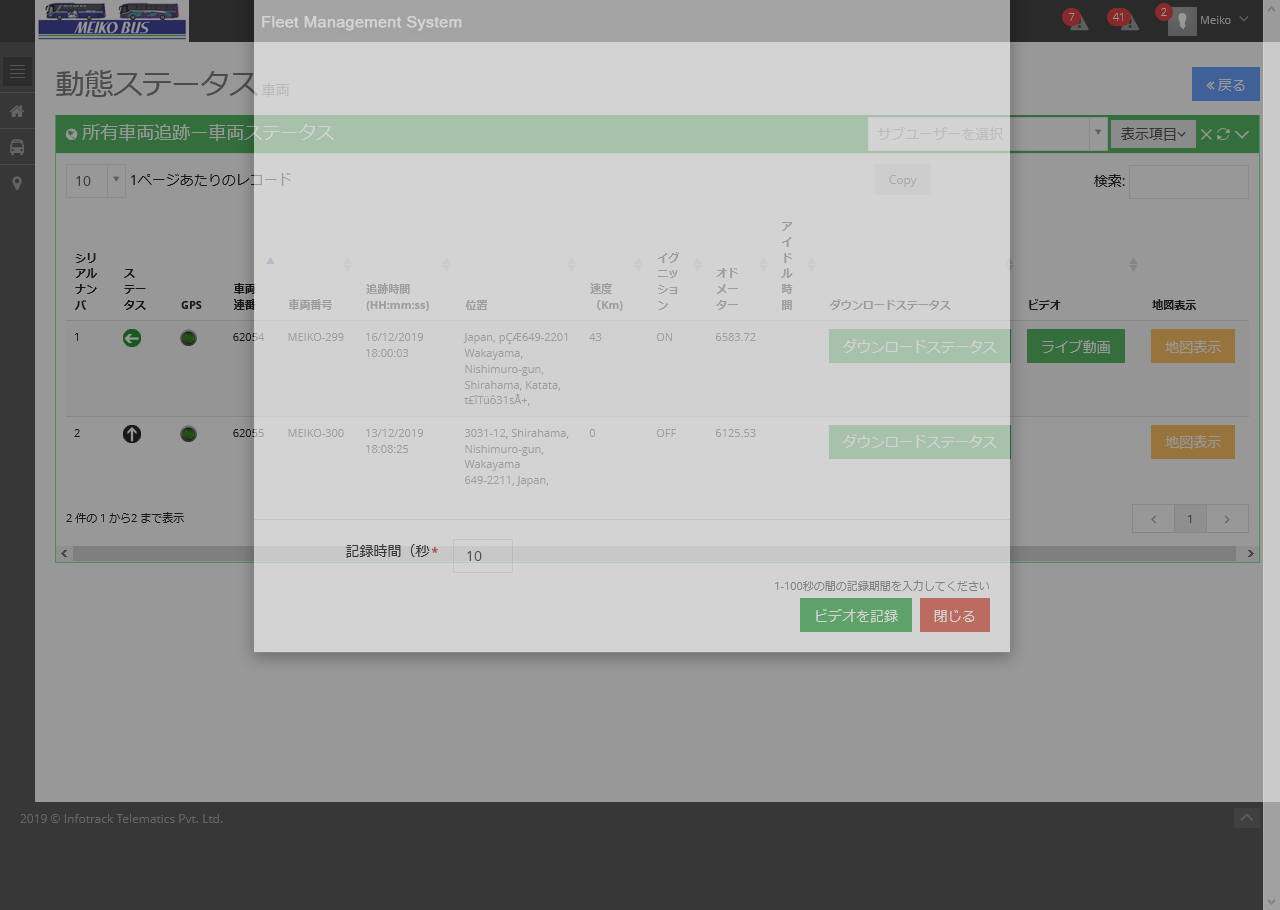 MEIKO BUS
Fleet Management System
7
41
2
Meiko
動態ステータス 車両
戻る
所有車両追跡ー車両ステータス
サブユーザーを選択
表示項目
10
1ページあたりのレコード
Copy
検索:
シリアルナンバ
ステータス
GPS
車両連番
車両番号
追跡時間 (HH:mm:ss)
位置
速度 （Km)
イグニッション
オドメーター
アイドル時間
ダウンロードステータス
ビデオ
地図表示
1
62054
MEIKO-299
16/12/2019
18:00:03
Japan, pÇÆ649-2201
Wakayama,
Nishimuro-gun,
Shirahama, Katata,
t£ÎTüô31sÅ+,
43
ON
6583.72
ダウンロードステータス
ライブ動画
地図表示
2
62055
MEIKO-300
13/12/2019
18:08:25
3031-12, Shirahama,
Nishimuro-gun,
Wakayama
649-2211, Japan,
0
OFF
6125.53
ダウンロードステータス
地図表示
2 件の 1 から2 まで表示
1
記録時間（秒*
10
1-100秒の間の記録期間を入力してください
ビデオを記録
閉じる
2019 © Infotrack Telematics Pvt. Ltd.